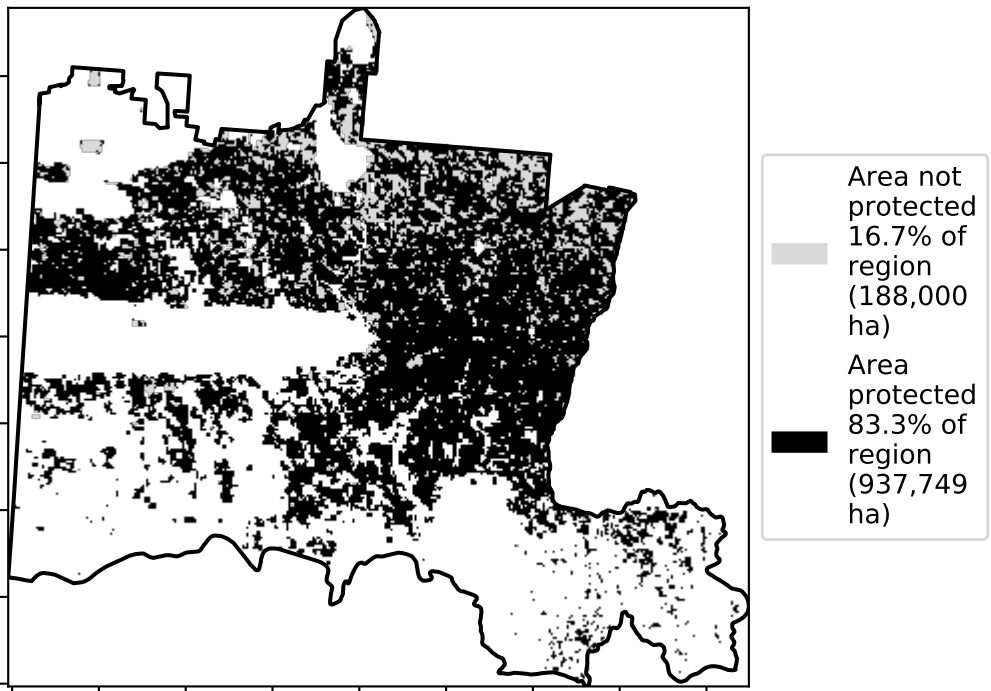 Area not
protected
16.7% of
region
(188,000
ha)
Area
protected
83.3% of
region
(937,749
ha)